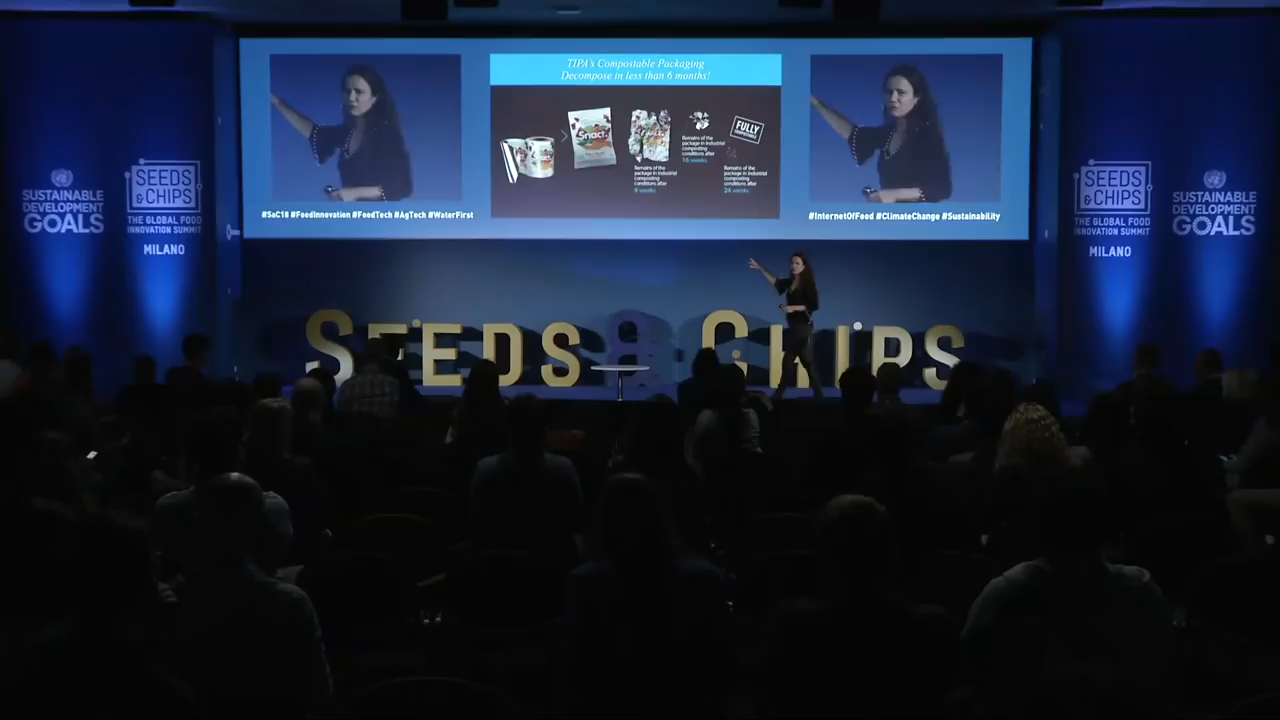 TIPA's Compostable Packaging
Decompose in less than 6 months!
Snact
Remains of the
package in industrial
composting
conditions after
8 weeks
Remains of the
package in industrial
composting
conditions after
16 weeks
FULLY
COMPOSTABLE
Remains of the
package in industrial
composting
conditions after
24 weeks
#SaC18 #FoodInnovation #FoodTech #AgTech #WaterFirst
#InternetOfFood #ClimateChange #Sustainability
SUSTAINABLE
DEVELOPMENT
GOALS
SEEDS
&CHIPS
THE GLOBAL FOOD
INNOVATION SUMMIT
MILANO
SEEDS
&CHIPS
THE GLOBAL FOOD
INNOVATION SUMMIT
MILANO
SUSTAINABLE
DEVELOPMENT
GOALS
SEEDS & CHIPS